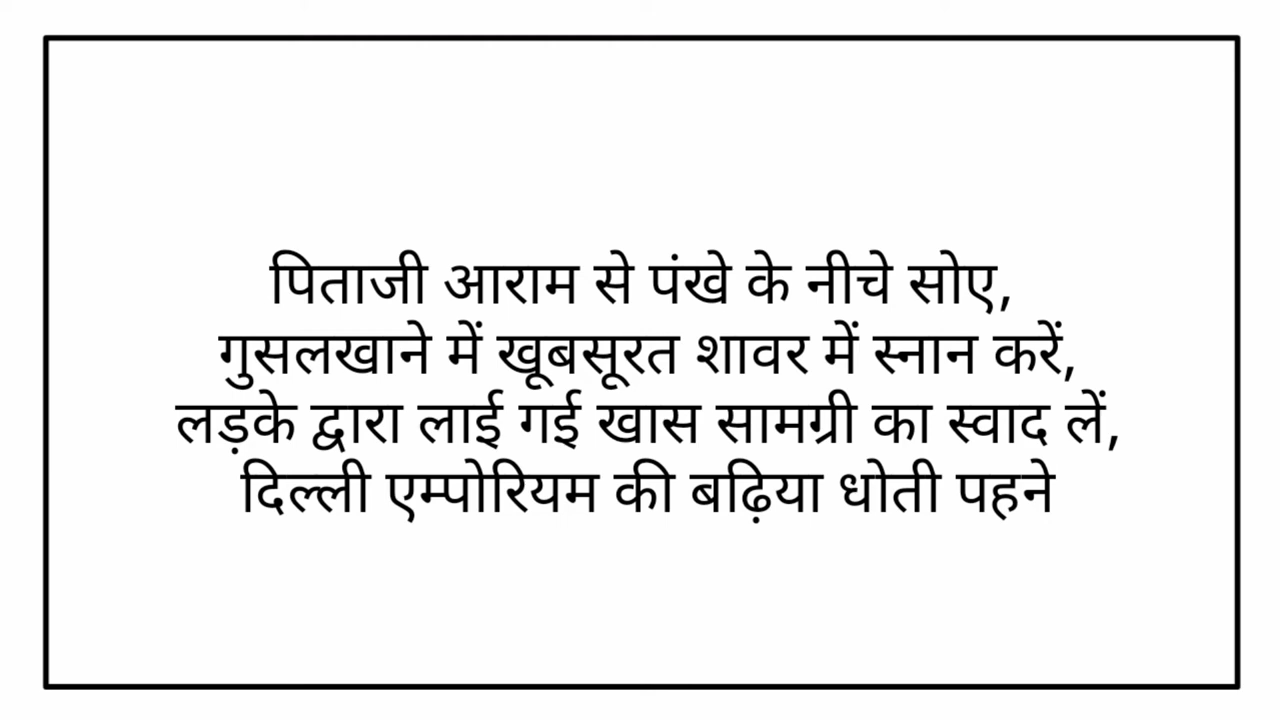 पिताजी आराम से पंखे के नीचे सोए,
गुसलखाने में खूबसूरत शावर में स्नान करें,
लड़के द्वारा लाई गई खास सामग्री का स्वाद लें,
दिल्ली एम्पोरियम की बढ़िया धोती पहने